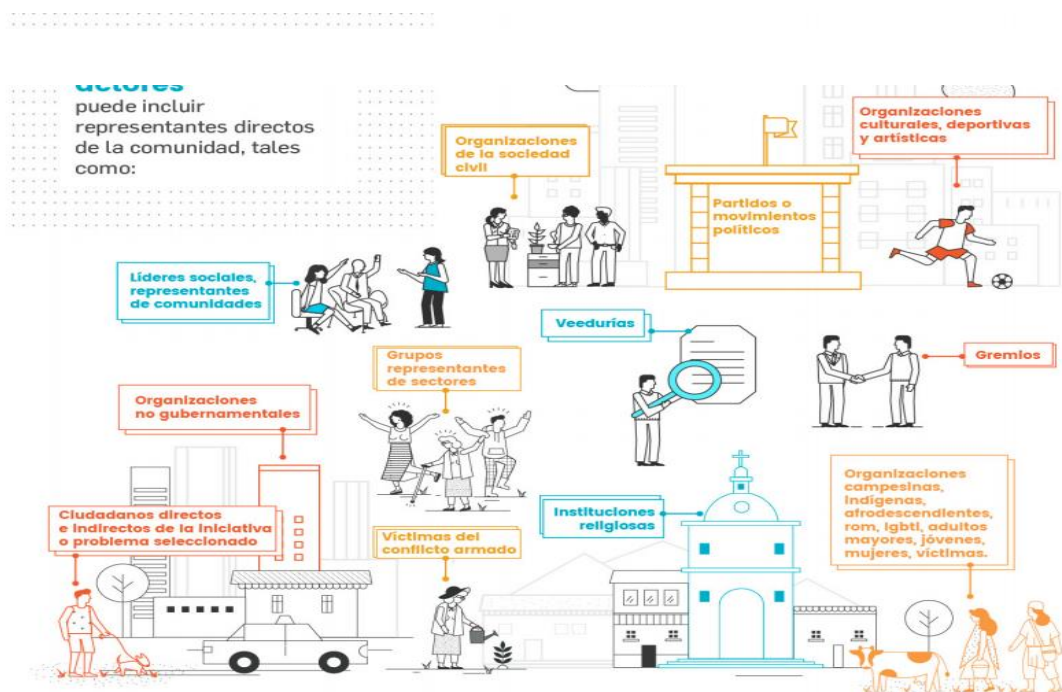 actores
puede incluir
representantes directos
de la comunidad, tales
como:
Organizaciones
de la sociedad
civil
Partidos o
movimientos
políticos
Organizaciones
culturales, deportivas
y artísticas
Líderes sociales,
representantes
de comunidades
Veedurías
Gremios
Grupos
representantes
de sectores
Organizaciones
no gubernamentales
Ciudadanos directos
e indirectos de la iniciativa
o problema seleccionado
Víctimas del
conflicto armado
Instituciones
religiosas
Organizaciones
campesinas,
indígenas,
afrodescendientes,
rom, lgbti, adultos
mayores, jóvenes,
mujeres, víctimas.